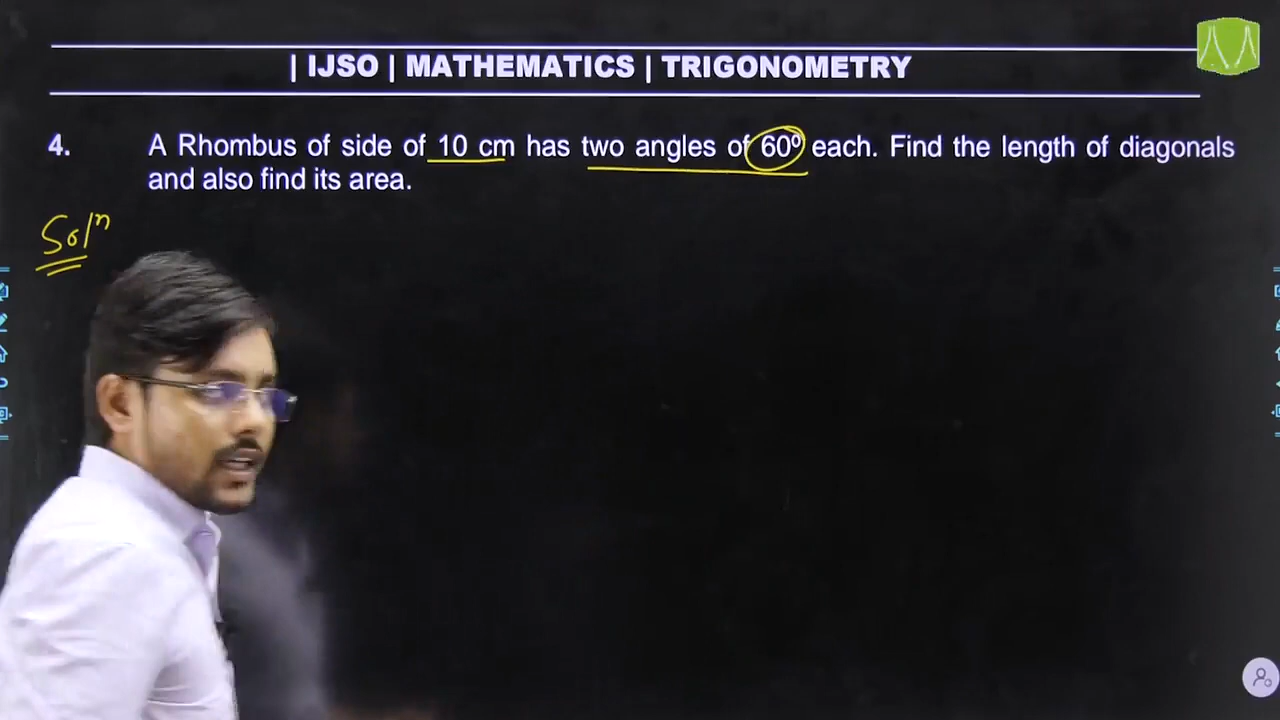 | IJSO | MATHEMATICS | TRIGONOMETRY
4. A Rhombus of side of 10 cm has two angles of 60º each. Find the length of diagonals
and also find its area.
Solⁿ